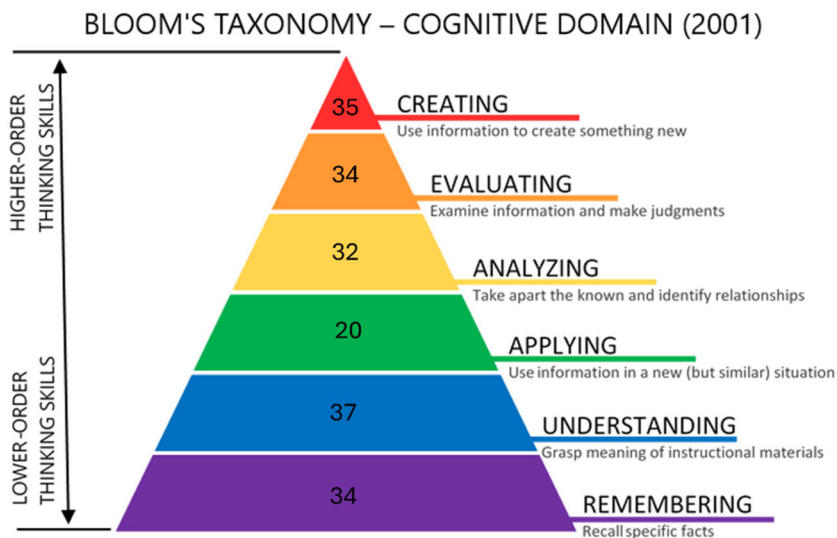 BLOOM'S TAXONOMY – COGNITIVE DOMAIN (2001)
HIGHER-ORDER
THINKING SKILLS
LOWER-ORDER
THINKING SKILLS
35
CREATING
Use information to create something new
34
EVALUATING
Examine information and make judgments
32
ANALYZING
Take apart the known and identify relationships
20
APPLYING
Use information in a new (but similar) situation
37
UNDERSTANDING
Grasp meaning of instructional materials
34
REMEMBERING
Recall specific facts